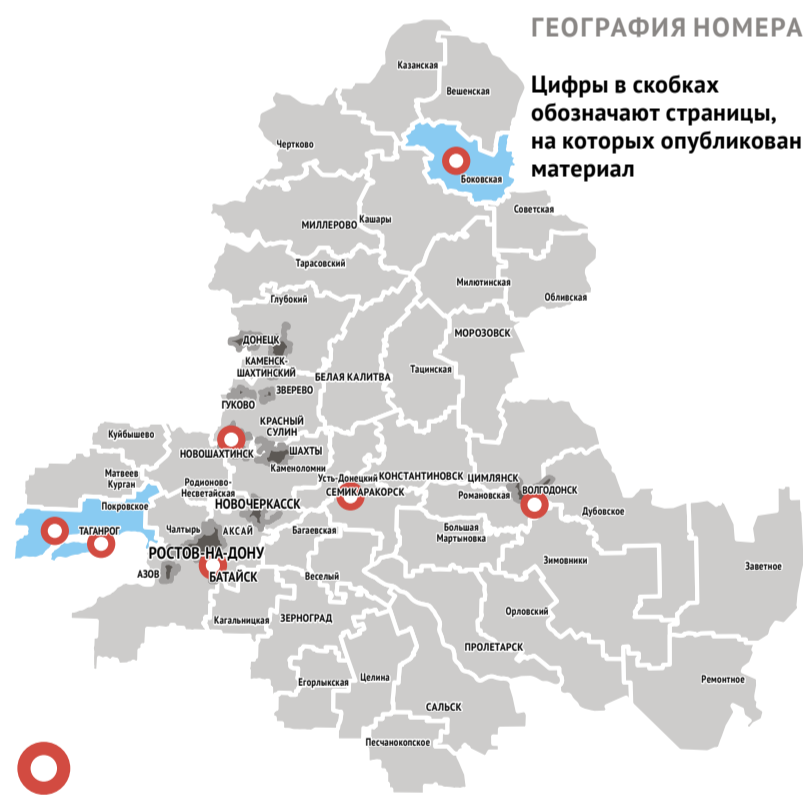 ГЕОГРАФИЯ НОМЕРА
Цифры в скобках
обозначают страницы,
на которых опубликован
материал
Казанская
Вешенская
Чертково
Боковская
Советская
Кашары
МИЛЛЕРОВО
Тарасовский
Милютинская
Обливская
Глубокий
МОРОЗОВСК
ДОНЕЦК
КАМЕНСК-
ШАХТИНСКИЙ
БЕЛАЯ КАЛИТВА
Тацинская
ЗВЕРЕВО
ГУКОВО
КРАСНЫЙ
СУЛИН
Куйбышево
НОВОШАХТИНСК
ШАХТЫ
Каменоломни
Матвеев
Курган
Родионово-
Несветайская
Усть-Донецкий
КОНСТАНТИНОВСК
ЦИМЛЯНСК
СЕМИКАРАКОРСК
Романовская
ВОЛГОДОНСК
Покровское
НОВОЧЕРКАССК
Дубовское
ТАГАНРОГ
Чалтырь
АКСАЙ
Багаевская
Большая
Мартыновка
РОСТОВ-НА-ДОНУ
Зимовники
Заветное
АЗОВ
БАТАЙСК
Веселый
Кагальницкая
ЗЕРНОГРАД
Орловский
ПРОЛЕТАРСК
Егорлыкская
Целина
Ремонтное
САЛЬСК
Песчанокопское